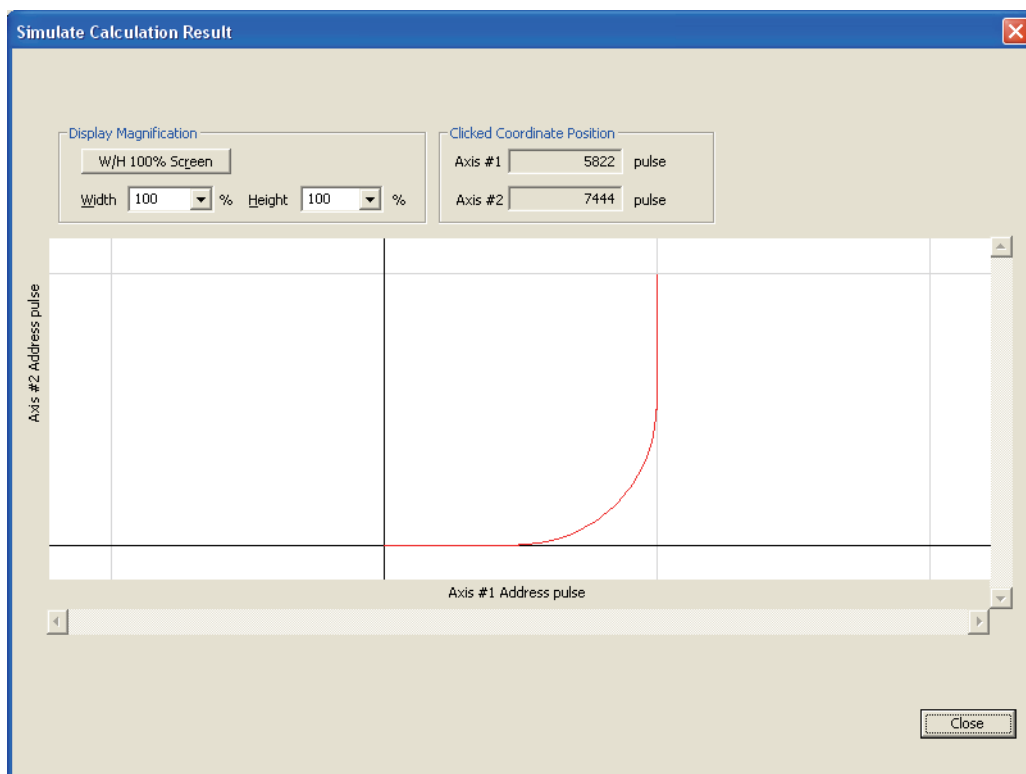 Simulate Calculation Result
Display Magnification
W/H 100% Screen
Width 100 % Height 100 %
Clicked Coordinate Position
Axis #1 5822 pulse
Axis #2 7444 pulse
Axis #2 Address pulse
Axis #1 Address pulse
Close